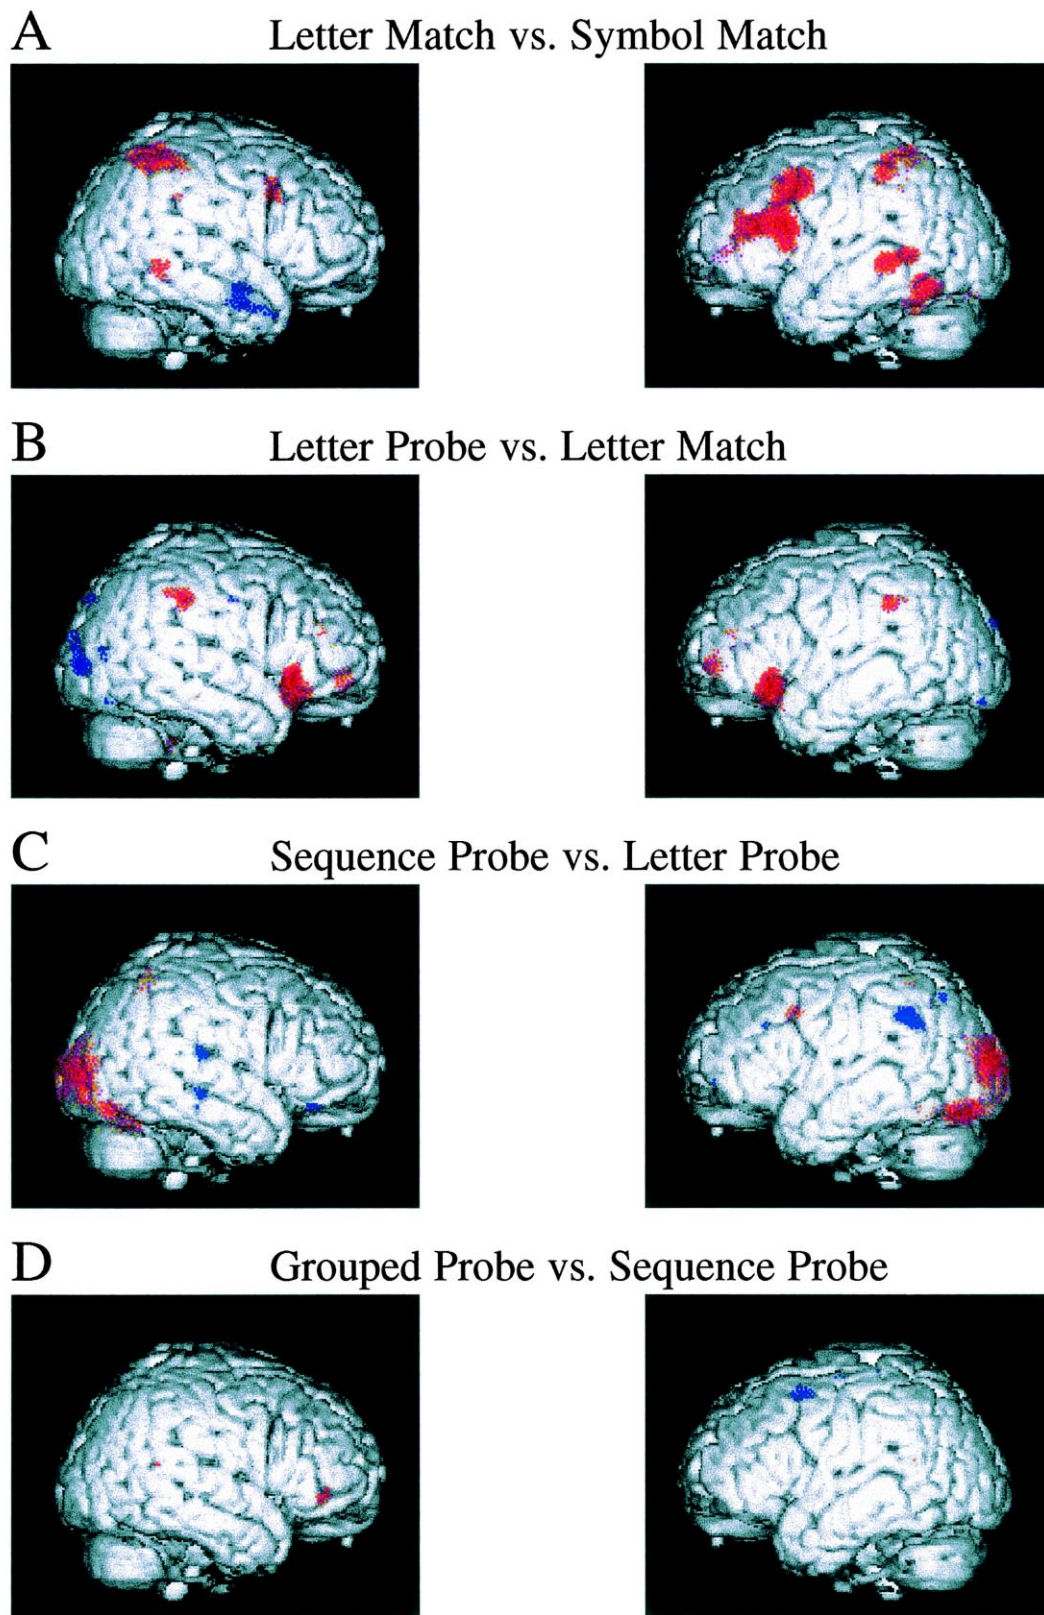 A
Letter Match vs. Symbol Match
B
Letter Probe vs. Letter Match
C
Sequence Probe vs. Letter Probe
D
Grouped Probe vs. Sequence Probe